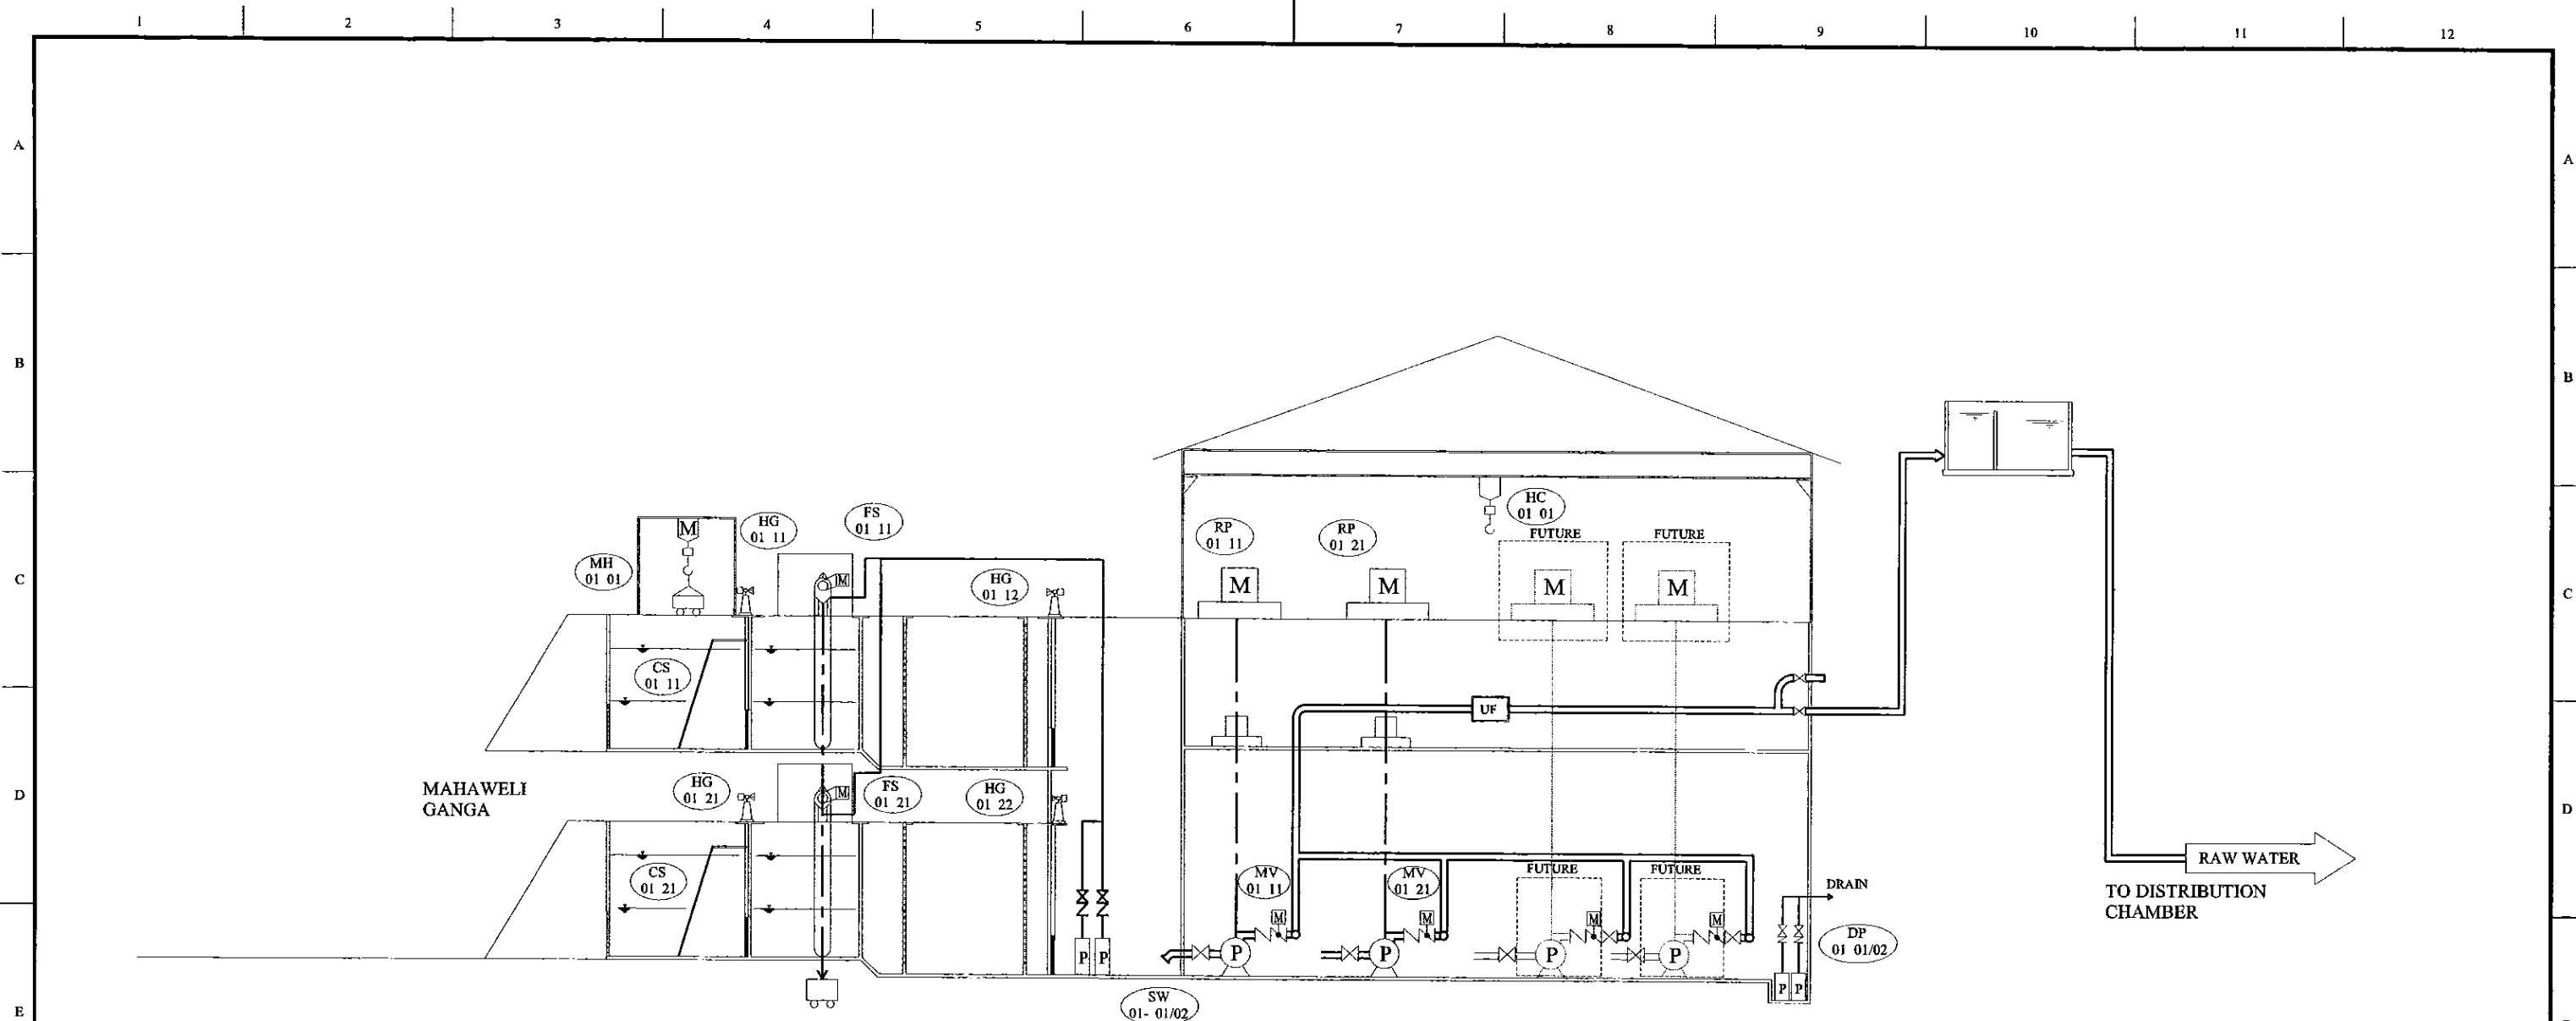 1 2 3 4 5 6 7 8 9 10 11 12
A A
B B
HC
01 01
FS
01 11
HG
01 11
RP
01 11
RP
01 21
FUTURE FUTURE
M
MH
01 01
M
HG
01 12
M M M M
C C
CS
01 11
UF
MAHAWELI
GANGA
HG
01 21
M
FS
01 21
HG
01 22
D D
CS
01 21
MV
01 11
MV
01 21
FUTURE FUTURE
RAW WATER
DRAIN
TO DISTRIBUTION
CHAMBER
M M M M
DP
01 01/02
P P P P P P
P P
SW
01- 01/02
E